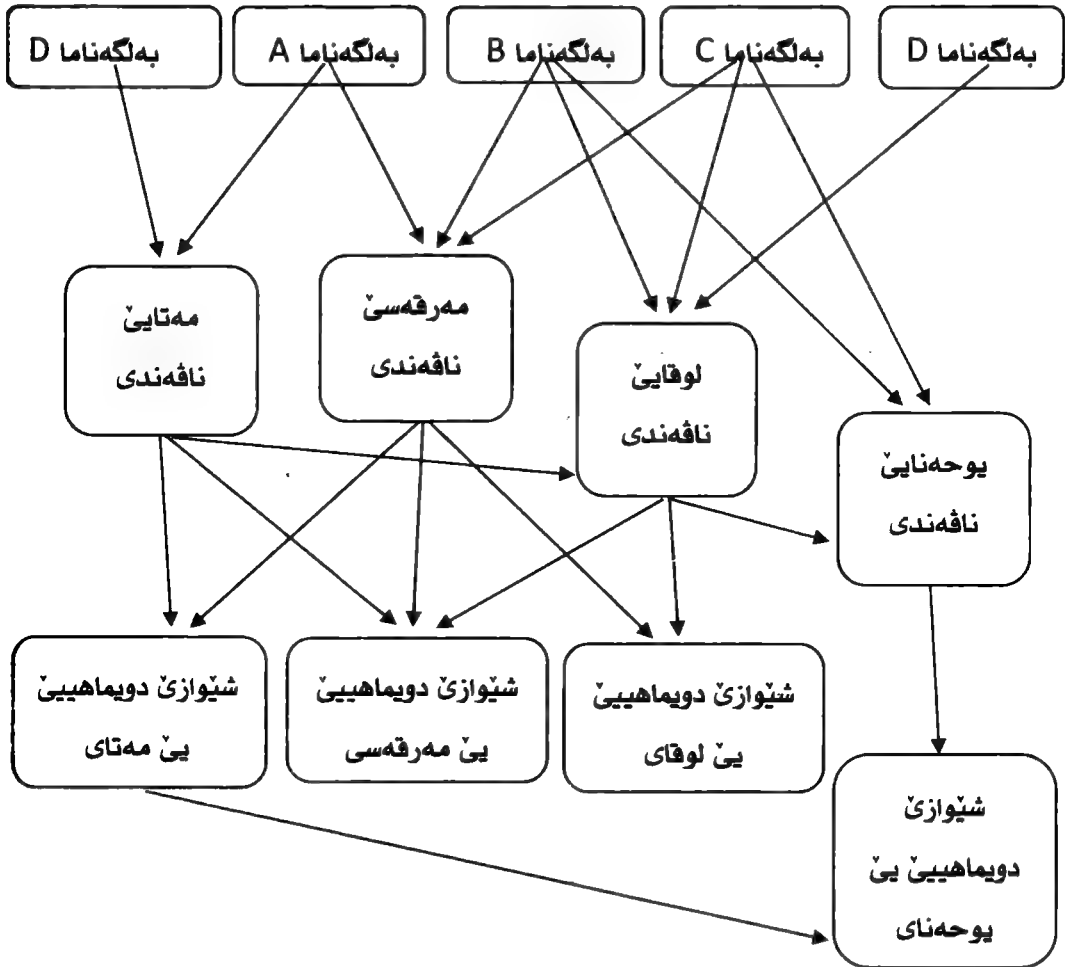 بەلگەناما D
بەلگەناما A
بەلگەناما B
بەلگەناما C
بەلگەناما D
مەتایێ
ناڤەندی
مەرقەسێ
ناڤەندی
لوقایێ
ناڤەندی
یوحەنایێ
ناڤەندی
شێوازێ دویماهییێ
یێ مەتای
شێوازێ دویماهییێ
یێ مەرقەسی
شێوازێ دویماهییێ
یێ لوقای
شێوازێ
دویماهییێ یێ
یوحەنای